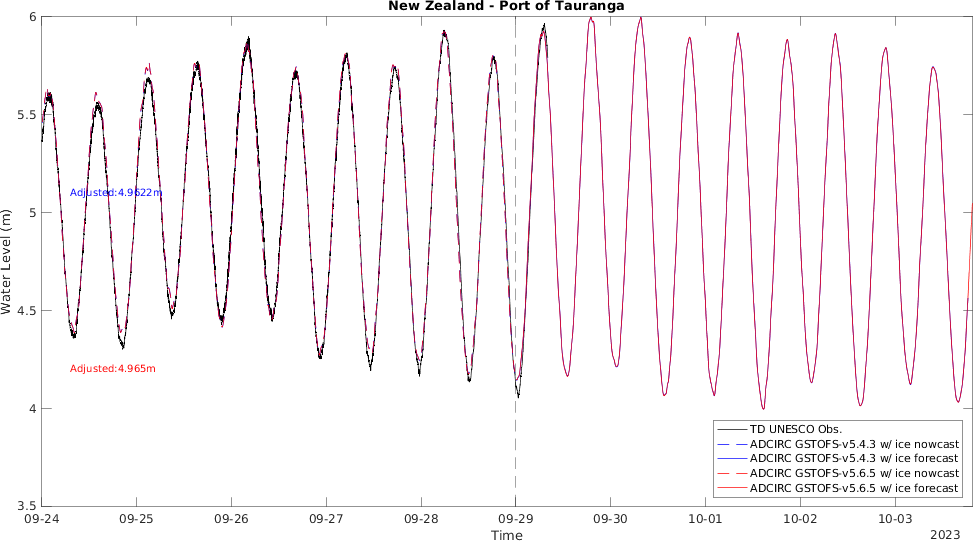 New Zealand - Port of Tauranga
6
5.5
5
4.5
4
3.5
Water Level (m)
Adjusted:4.9622m
Adjusted:4.965m
TD UNESCO Obs.
ADCIRC GSTOFS-v5.4.3 w/ ice nowcast
ADCIRC GSTOFS-v5.4.3 w/ ice forecast
ADCIRC GSTOFS-v5.6.5 w/ ice nowcast
ADCIRC GSTOFS-v5.6.5 w/ ice forecast
09-24 09-25 09-26 09-27 09-28 09-29 09-30 10-01 10-02 10-03
Time
2023